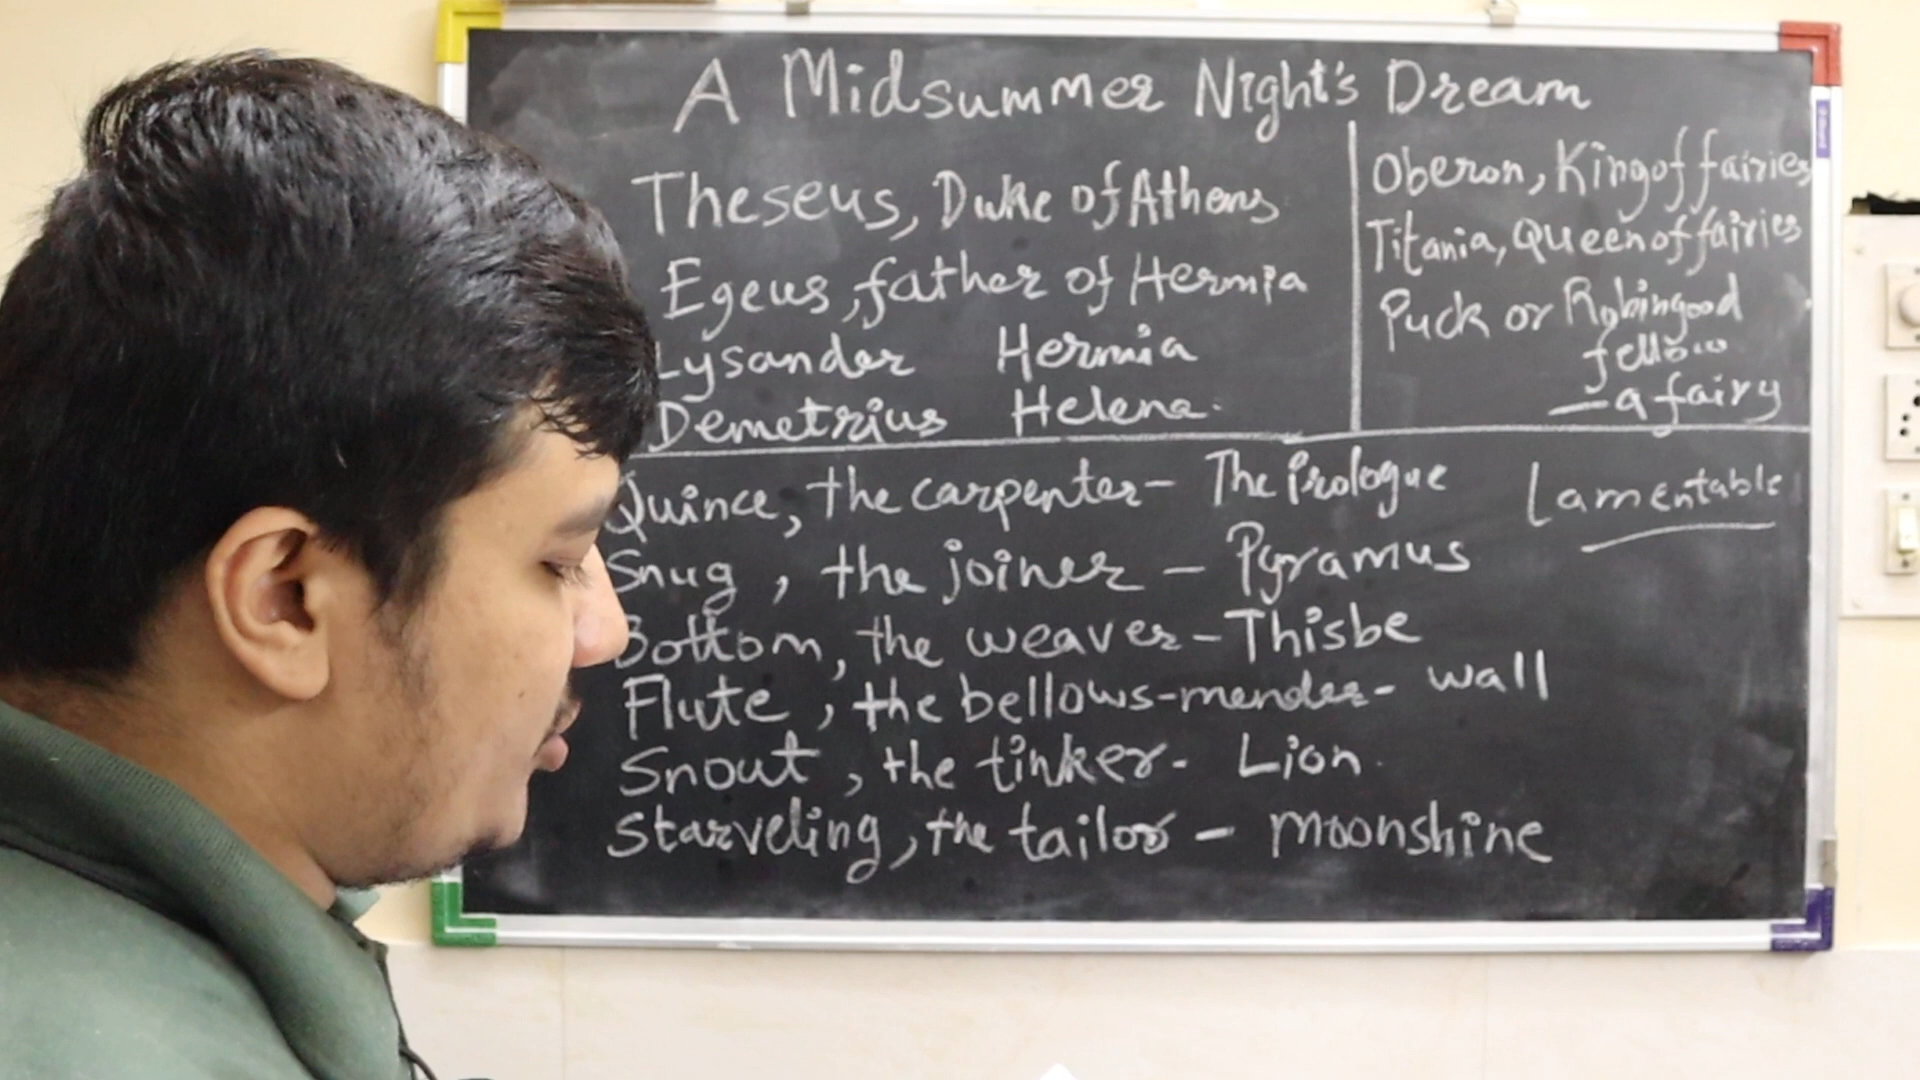 A Midsummer Night's Dream
Theseus, Duke of Athens
Egeus, father of Hermia
Lysander Hermia
Demetrius Helena.
Oberon, King of fairies
Titania, Queen of fairies
Puck or Robingood
fellow
- a fairy
Quince, the carpenter - The Prologue
Lamentable
Snug, the joiner - Pyramus
Bottom, the weaver - Thisbe
Flute, the bellows-mender - wall
Snout, the tinker - Lion.
Starveling, the tailor - moonshine